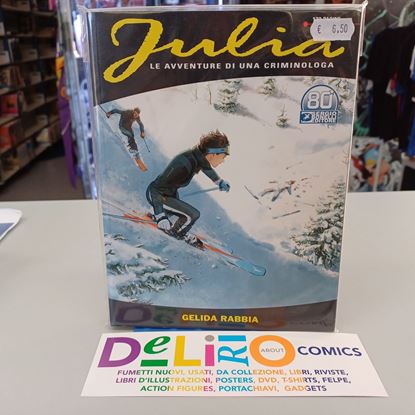 Julia
€ 6,50
LE AVVENTURE DI UNA CRIMINOLOGA
80
SERGIO BONELLI EDITORE
GELIDA RABBIA
DeLiRiO ABOUT COMICS
FUMETTI NUOVI, USATI, DA COLLEZIONE, LIBRI, RIVISTE,
LIBRI D'ILLUSTRAZIONI, POSTERS, DVD, T-SHIRTS, FELPE,
ACTION FIGURES, PORTACHIAVI, GADGETS